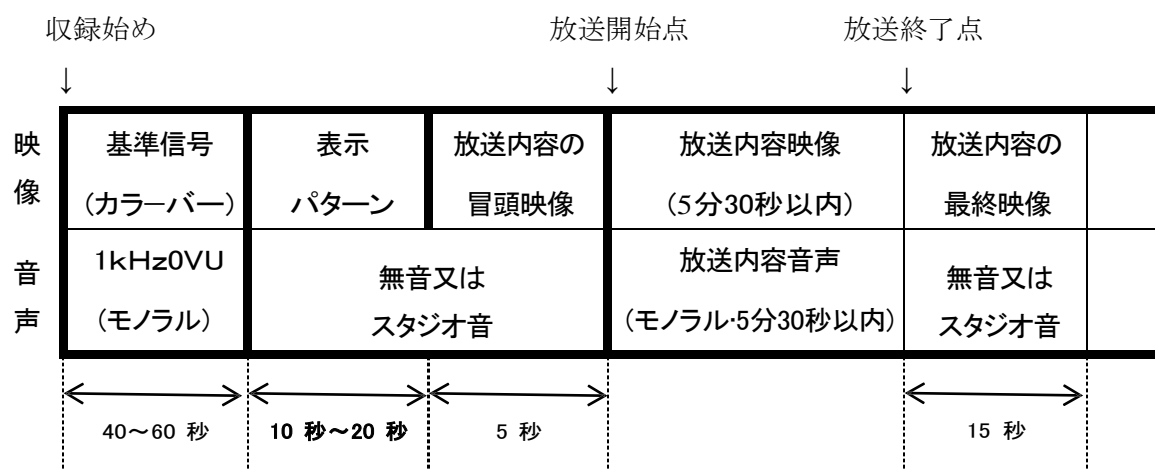 収録始め 放送開始点 放送終了点
↓ ↓ ↓
映像
基準信号
(カラーバー)
表示
パターン
放送内容の
冒頭映像
放送内容映像
(5分30秒以内)
放送内容の
最終映像
音声
1kHz0VU
(モノラル)
無音又は
スタジオ音
放送内容音声
(モノラル・5分30秒以内)
無音又は
スタジオ音
40～60 秒 10 秒～20 秒 5 秒 15 秒